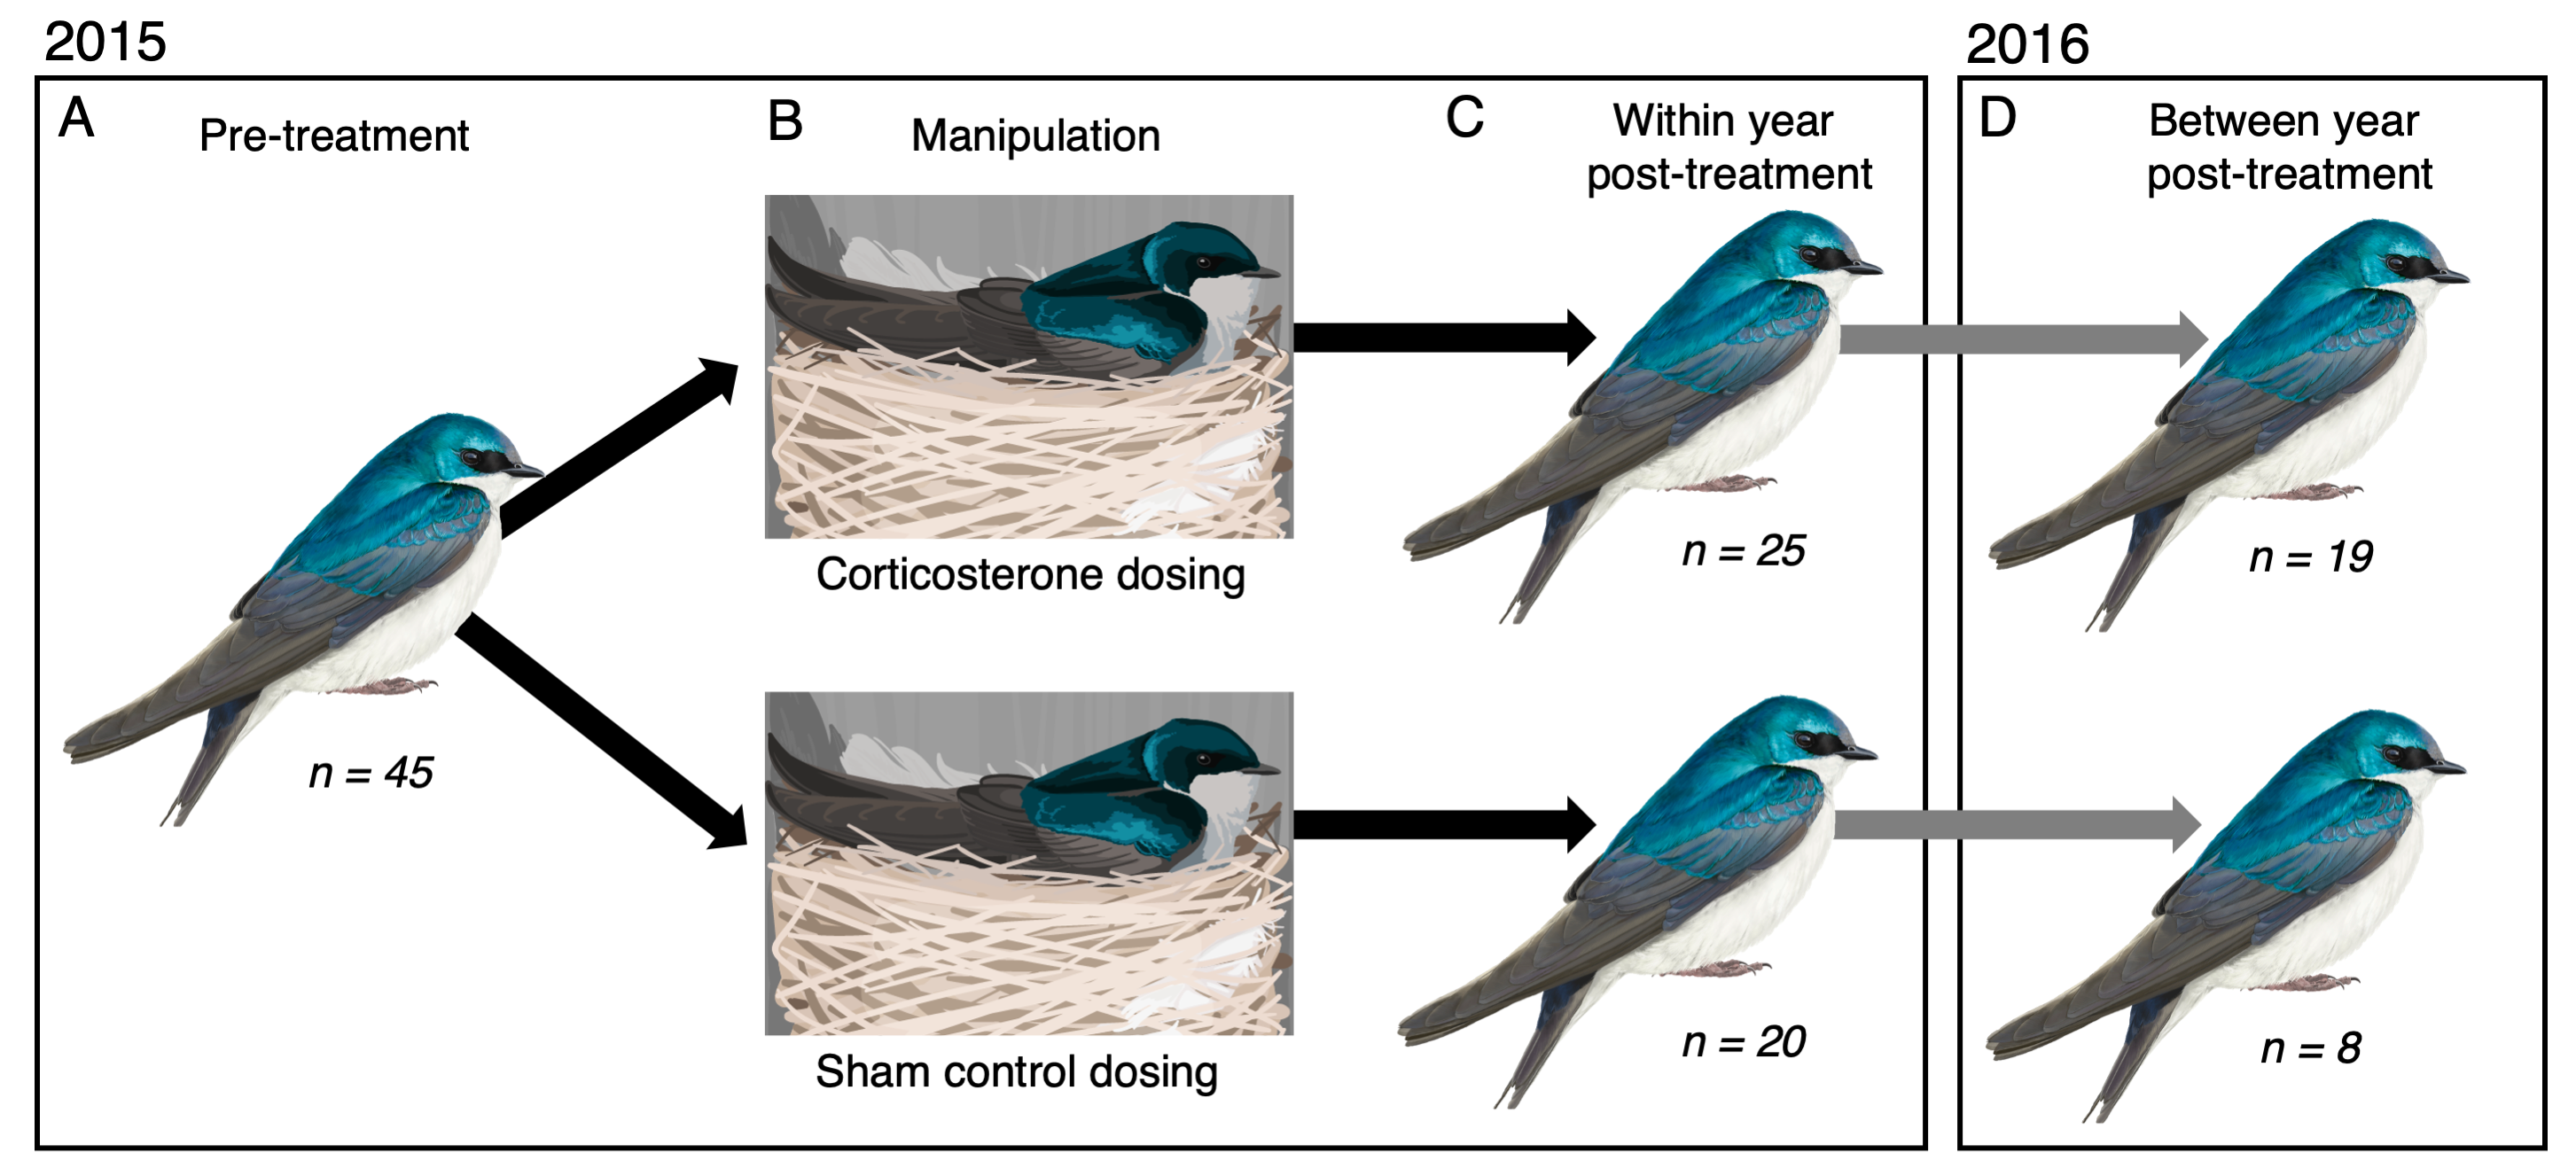 2015
2016
A
Pre-treatment
B
Manipulation
C
Within year
post-treatment
D
Between year
post-treatment
n = 45
Corticosterone dosing
n = 25
n = 19
Sham control dosing
n = 20
n = 8